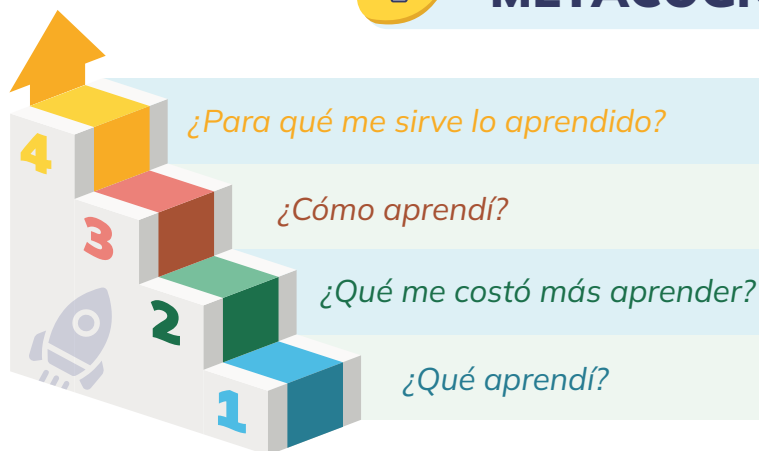 4 ¿Para qué me sirve lo aprendido?
3 ¿Cómo aprendí?
2 ¿Qué me costó más aprender?
1 ¿Qué aprendí?